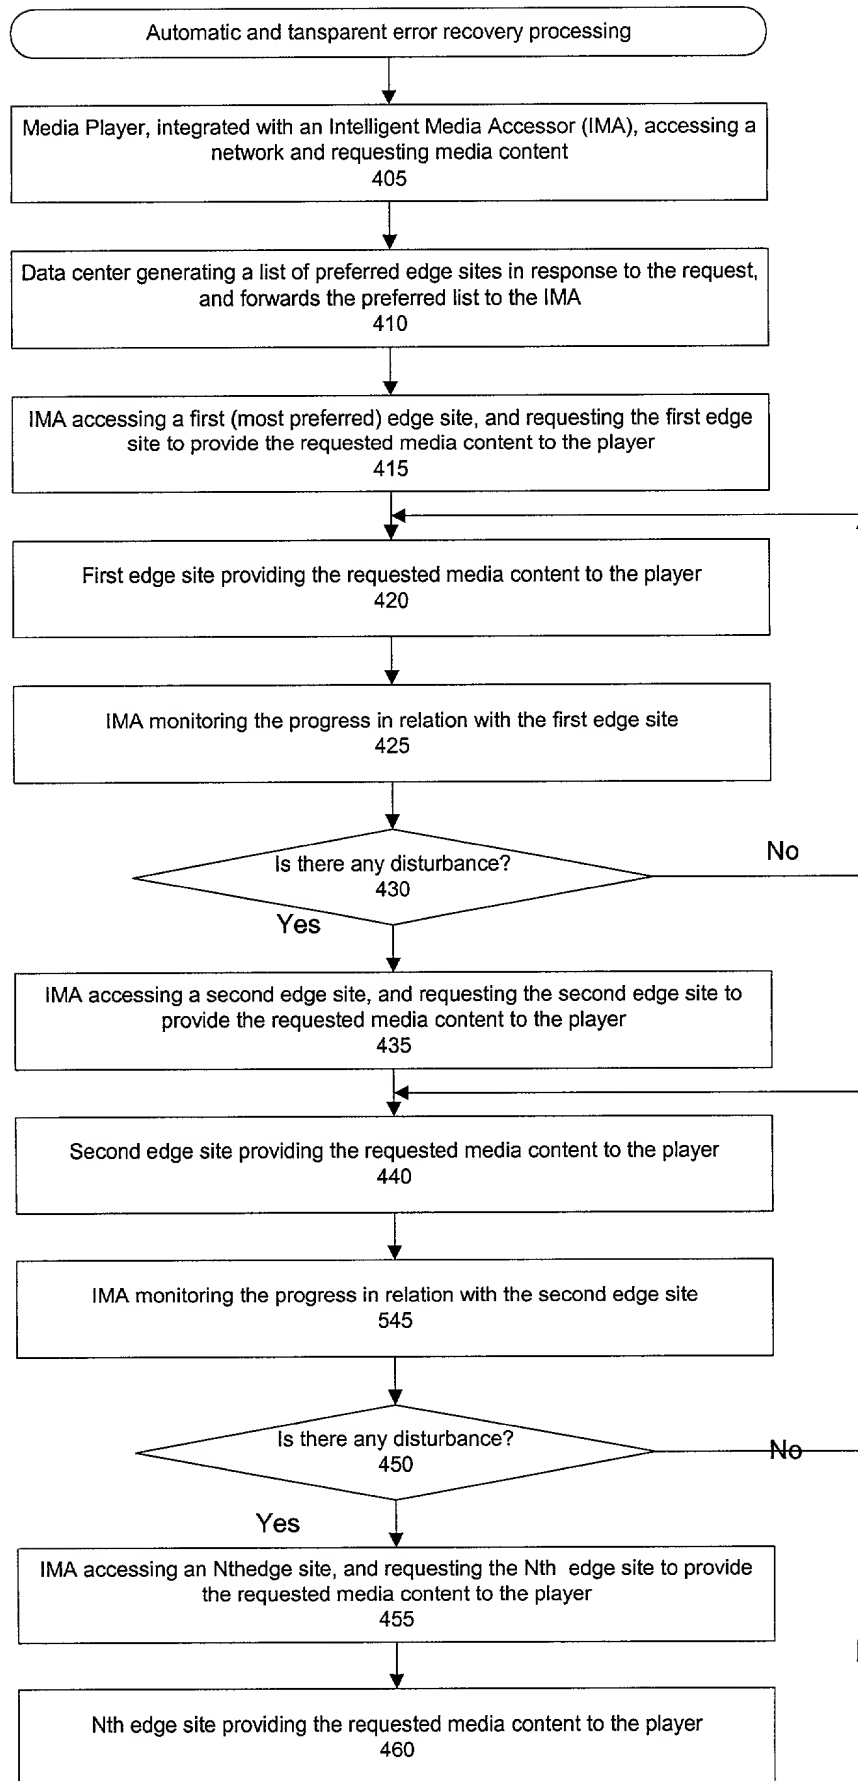 Automatic and tansparent error recovery processing
Media Player, integrated with an Intelligent Media Accessor (IMA), accessing a
network and requesting media content
405
Data center generating a list of preferred edge sites in response to the request,
and forwards the preferred list to the IMA
410
IMA accessing a first (most preferred) edge site, and requesting the first edge
site to provide the requested media content to the player
415
First edge site providing the requested media content to the player
420
IMA monitoring the progress in relation with the first edge site
425
Is there any disturbance?
430
No
Yes
IMA accessing a second edge site, and requesting the second edge site to
provide the requested media content to the player
435
Second edge site providing the requested media content to the player
440
IMA monitoring the progress in relation with the second edge site
545
Is there any disturbance?
450
No
Yes
IMA accessing an Nthedge site, and requesting the Nth edge site to provide
the requested media content to the player
455
Nth edge site providing the requested media content to the player
460